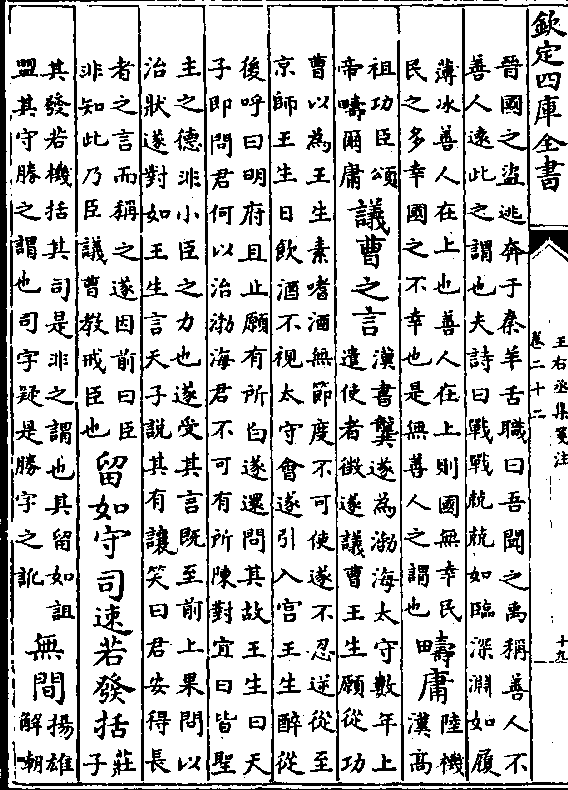 欽定四庫全書
王右丞集箋注
卷二十二
十九
晉國之盜逃奔于秦羊舌職曰吾聞之禹稱善人不
善人遠此之謂也夫詩曰戰戰兢兢如臨深淵如履
薄冰善人在上也善人在上則國無幸民
民之多幸國之不幸也是無善人之謂也
疇庸
陸機
漢高
祖功臣頌
帝疇爾庸
議曹之言
漢書龔遂為渤海太守數年上
遣使者徵遂議曹王生願從功
曹以為王生素嗜酒無節度不可使遂不忍逆從至
京師王生日飲酒不視太守會遂引入宮王生醉從
後呼曰明府且止願有所白遂還問其故王生曰天
子即問君何以治渤海君不可有所陳對宜曰皆聖
主之德非小臣之力也遂受其言既至前上果問以
治狀遂對如王生言天子說其有讓笑曰君安得長
者之言而稱之遂因前曰臣
非知此乃臣議曹教戒臣也
留如守司速若發括
莊
子
其發若機括其司是非之謂也其留如詛
盟其守勝之謂也司字疑是勝字之訛
無間
揚雄
解嘲